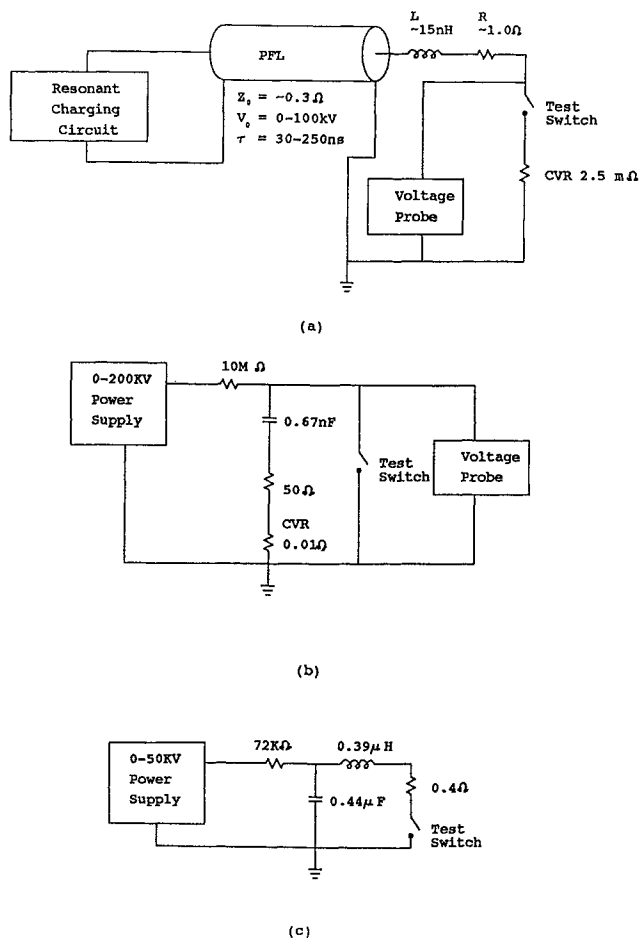 L
~15nH
R
~1.0Ω
PFL
Resonant
Charging
Circuit
Z₀ = ~0.3Ω
V₀ = 0-100kV
τ = 30-250ns
Test
Switch
Voltage
Probe
CVR 2.5 mΩ
(a)
0-200KV
Power
Supply
10M Ω
0.67nF
50Ω
CVR
0.01Ω
Test
Switch
Voltage
Probe
(b)
0-50KV
Power
Supply
72KΩ
0.39μH
0.44μF
0.4Ω
Test
Switch
(c)